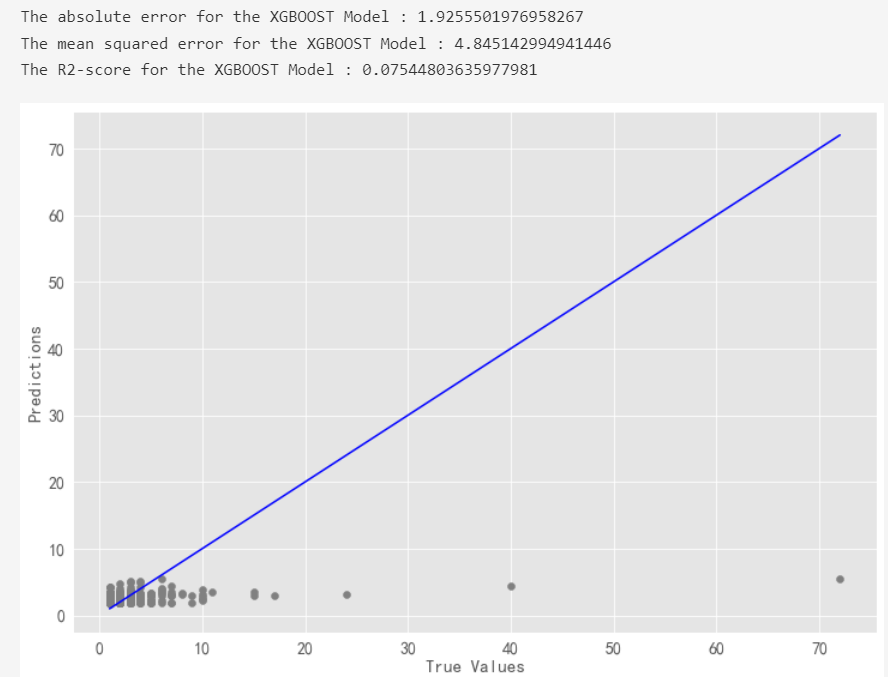 The absolute error for the XGBOOST Model : 1.9255501976958267
The mean squared error for the XGBOOST Model : 4.845142994941446
The R2-score for the XGBOOST Model : 0.07544803635977981
70
60
50
40
30
20
10
0
Predictions
0 10 20 30 40 50 60 70
True Values